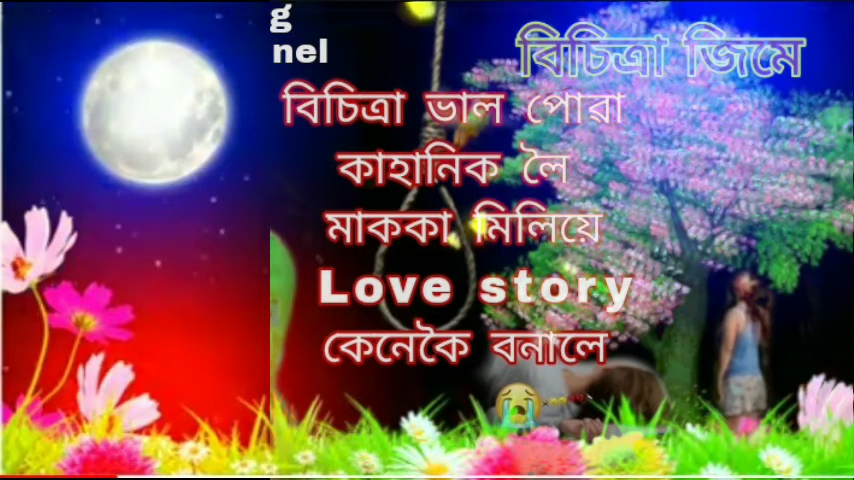 g
nel
বিচিত্ৰা জিমে
বিচিত্ৰা ভাল পোৱা
কাহানিক লৈ
মাককা মিলিয়ে
Love story
কেনেকৈ বনালে